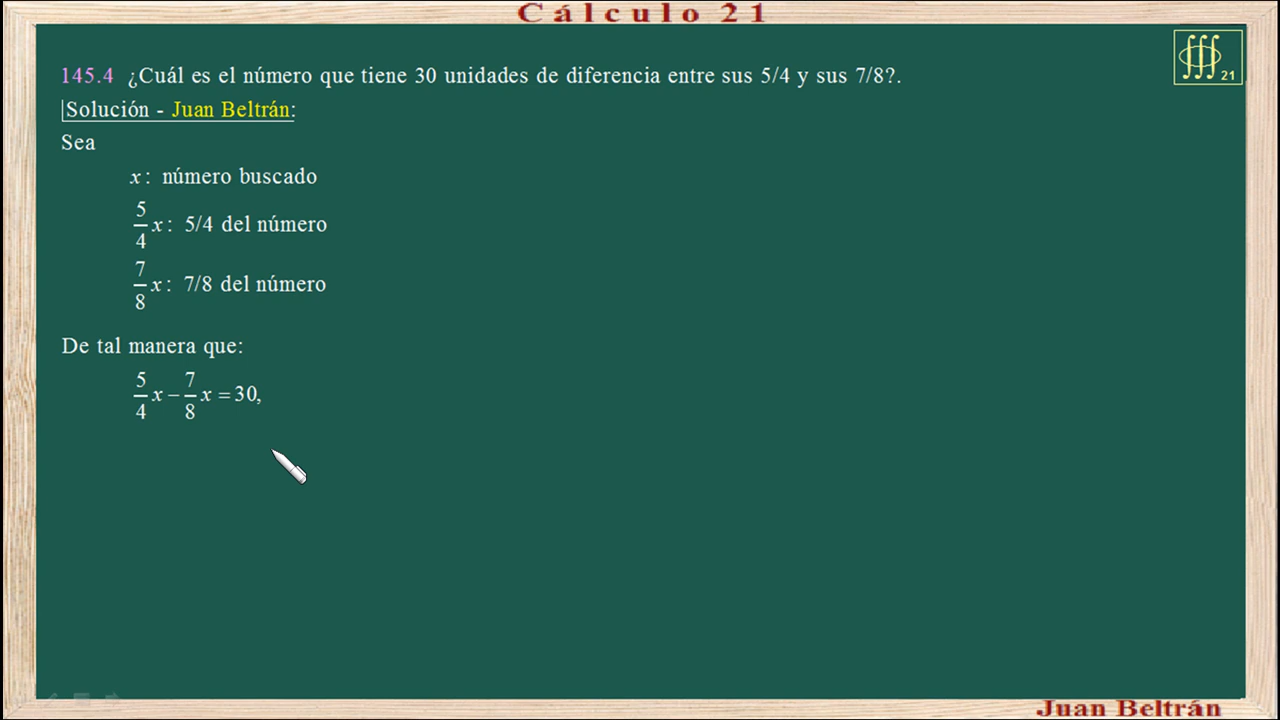 Cálculo 21
21
145.4 ¿Cuál es el número que tiene 30 unidades de diferencia entre sus 5/4 y sus 7/8?.
Solución - Juan Beltrán:
Sea
x: número buscado
5/4 x: 5/4 del número
7/8 x: 7/8 del número
De tal manera que:
5/4 x − 7/8 x = 30,
Juan Beltrán